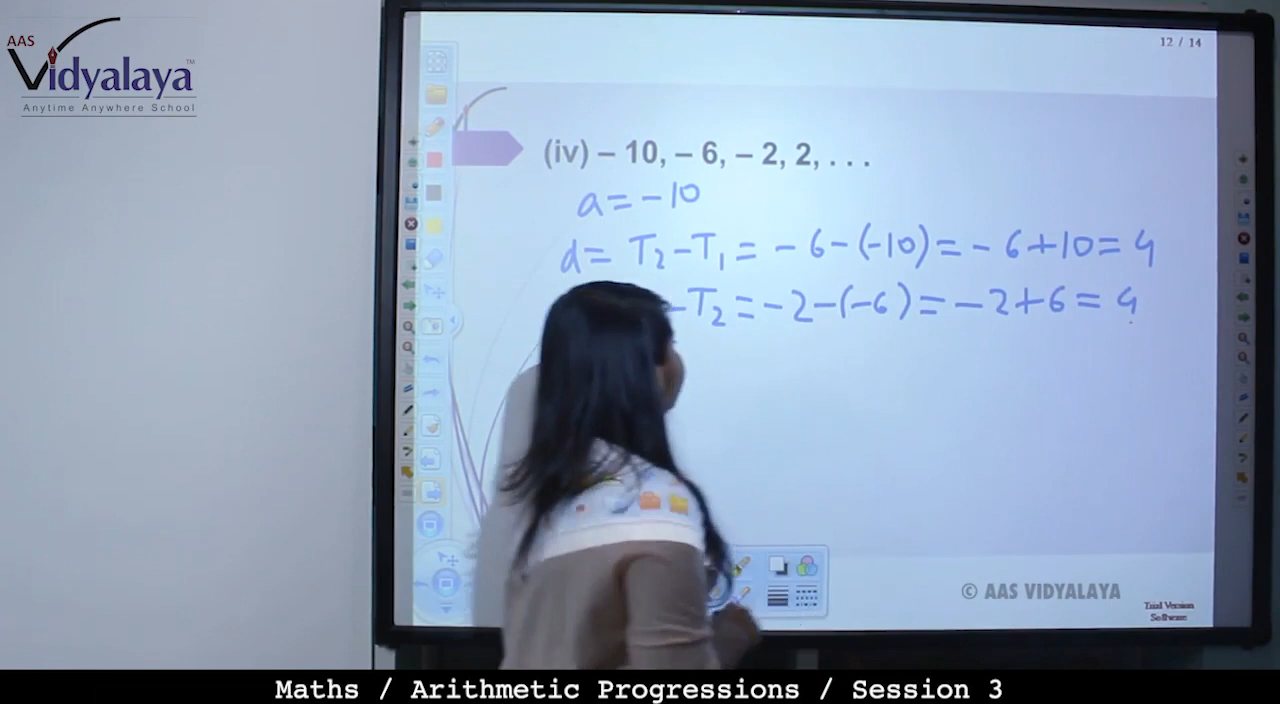 AAS
Vidyalaya™
Anytime Anywhere School
12 / 14
(iv) – 10, – 6, – 2, 2, . . .
a = -10
d = T2 - T1 = - 6 - (-10) = - 6 + 10 = 4
- T2 = - 2 - (-6) = - 2 + 6 = 4
© AAS VIDYALAYA
Trial Version
Software
Maths / Arithmetic Progressions / Session 3